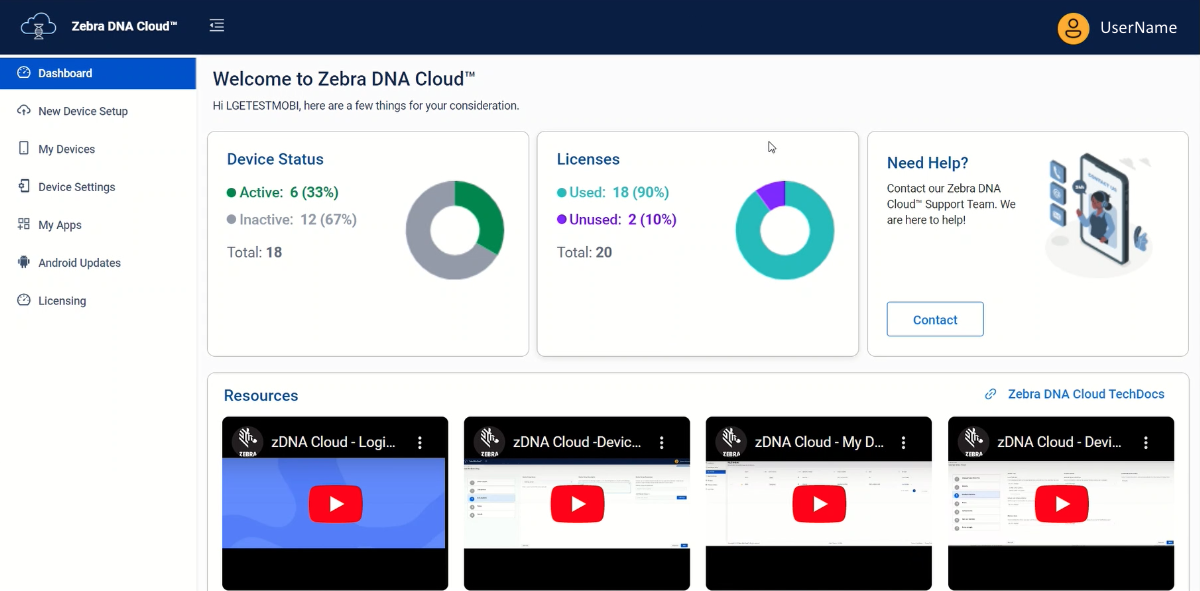 Zebra DNA Cloud™
UserName
Dashboard
New Device Setup
My Devices
Device Settings
My Apps
Android Updates
Licensing
Welcome to Zebra DNA Cloud™
Hi LGETESTMOBI, here are a few things for your consideration.
Device Status
Active: 6 (33%)
Inactive: 12 (67%)
Total: 18
Licenses
Used: 18 (90%)
Unused: 2 (10%)
Total: 20
Need Help?
Contact our Zebra DNA
Cloud™ Support Team. We
are here to help!
CONTACT US
Contact
Resources
Zebra DNA Cloud TechDocs
ZEBRA
zDNA Cloud - Logi...
ZEBRA
zDNA Cloud -Devic...
ZEBRA
zDNA Cloud - My D...
ZEBRA
zDNA Cloud - Devi...